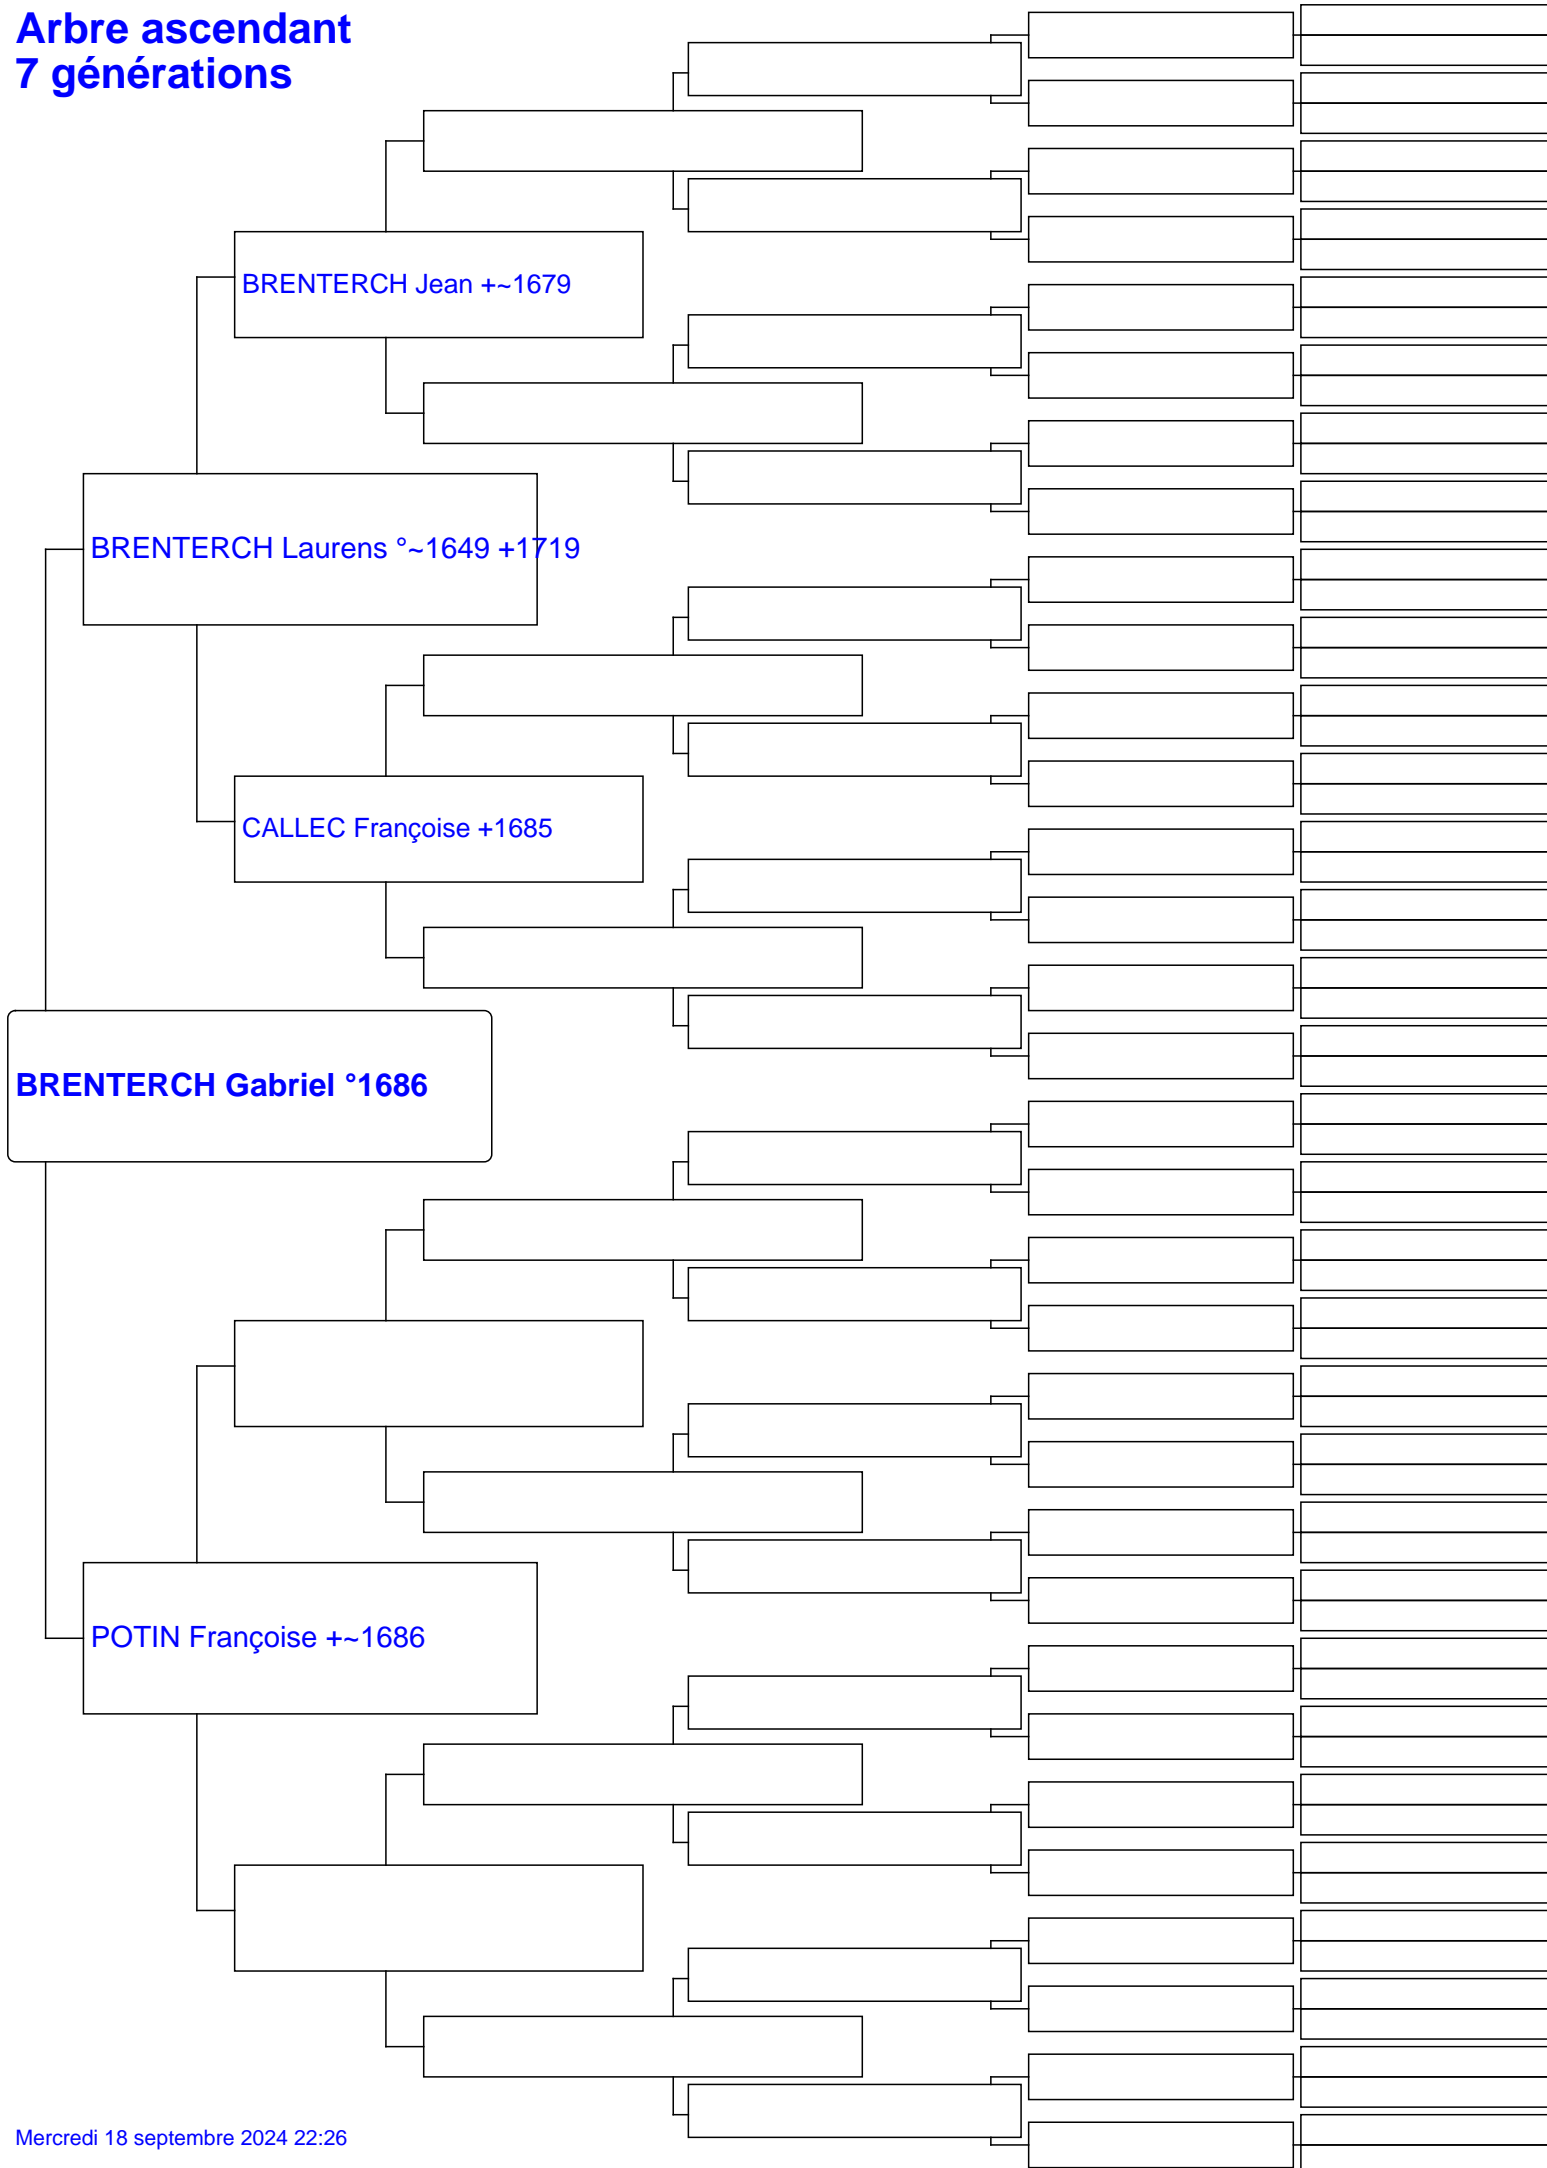 Arbre ascendant
7 générations
BRENTERCH Jean +~1679
BRENTERCH Laurens °~1649 +1719
CALLEC Françoise +1685
BRENTERCH Gabriel °1686
POTIN Françoise +~1686
Mercredi 18 septembre 2024 22:26